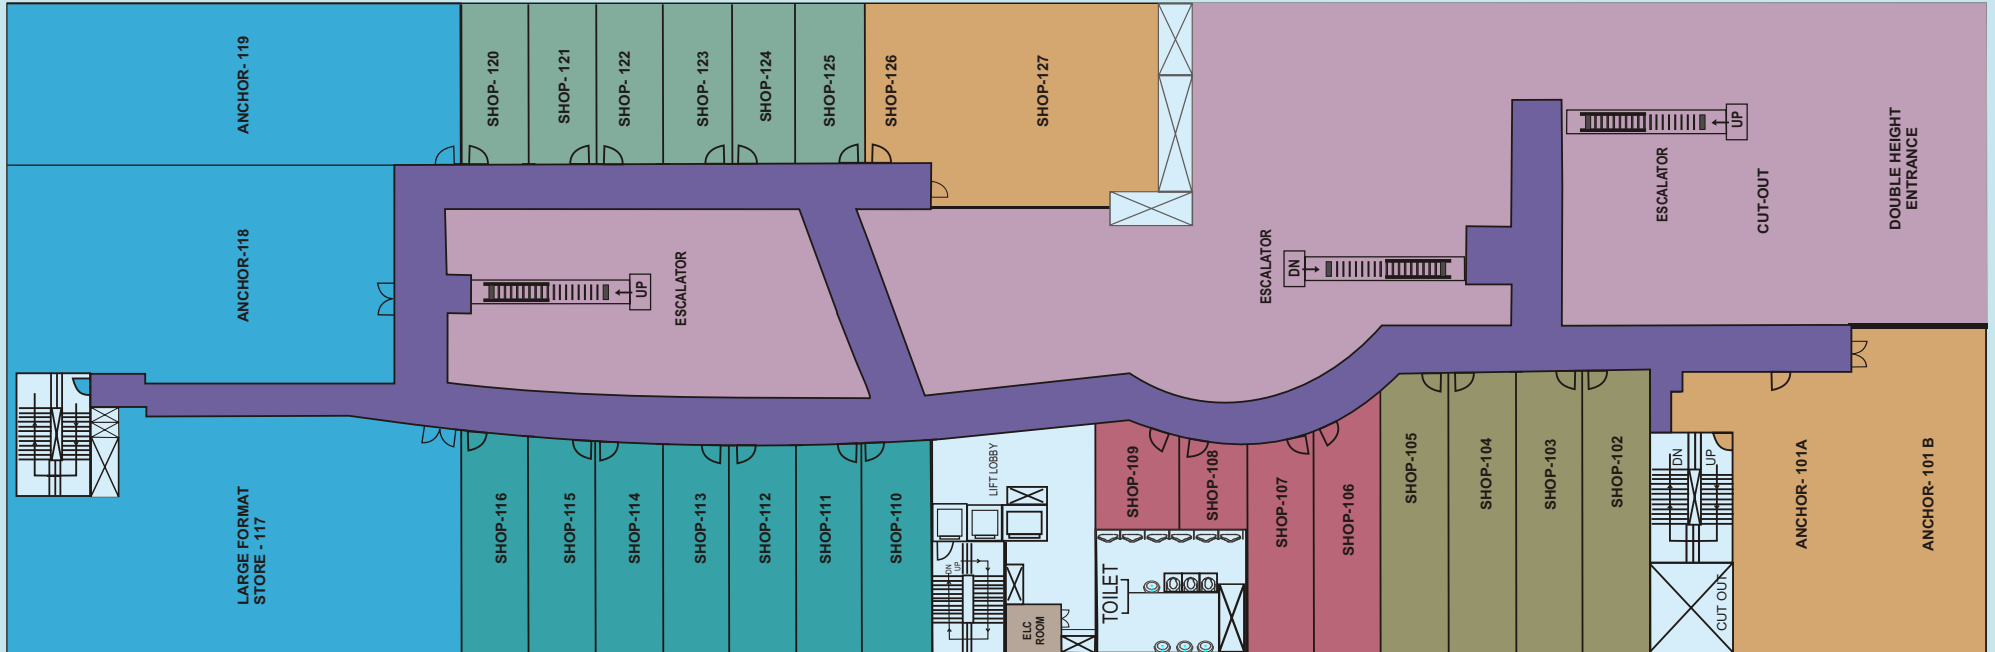 ANCHOR- 119
SHOP- 120
SHOP- 121
SHOP- 122
SHOP- 123
SHOP-124
SHOP-125
SHOP-126
SHOP-127
UP
ESCALATOR
CUT-OUT
DOUBLE HEIGHT
ENTRANCE
ANCHOR-118
UP
ESCALATOR
ESCALATOR
DN
LARGE FORMAT
STORE - 117
SHOP-116
SHOP-115
SHOP-114
SHOP-113
SHOP-112
SHOP-111
SHOP-110
LIFT LOBBY
DN
UP
ELC
ROOM
TOILET
SHOP-109
SHOP-108
SHOP-107
SHOP-106
SHOP-105
SHOP-104
SHOP-103
SHOP-102
DN
UP
CUT OUT
ANCHOR- 101A
ANCHOR- 101 B